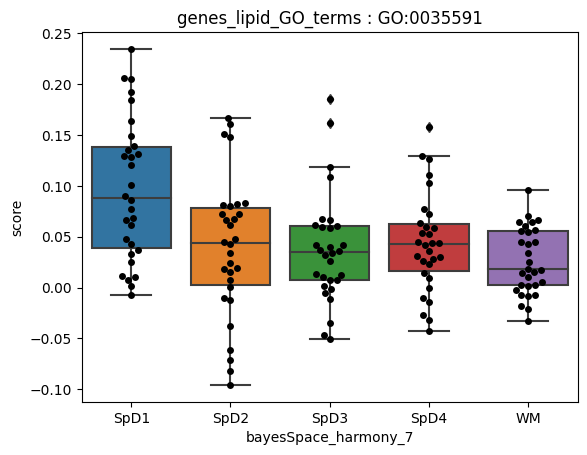 genes_lipid_GO_terms : GO:0035591
0.25
0.20
0.15
0.10
0.05
0.00
−0.05
−0.10
score
SpD1 SpD2 SpD3 SpD4 WM
bayesSpace_harmony_7